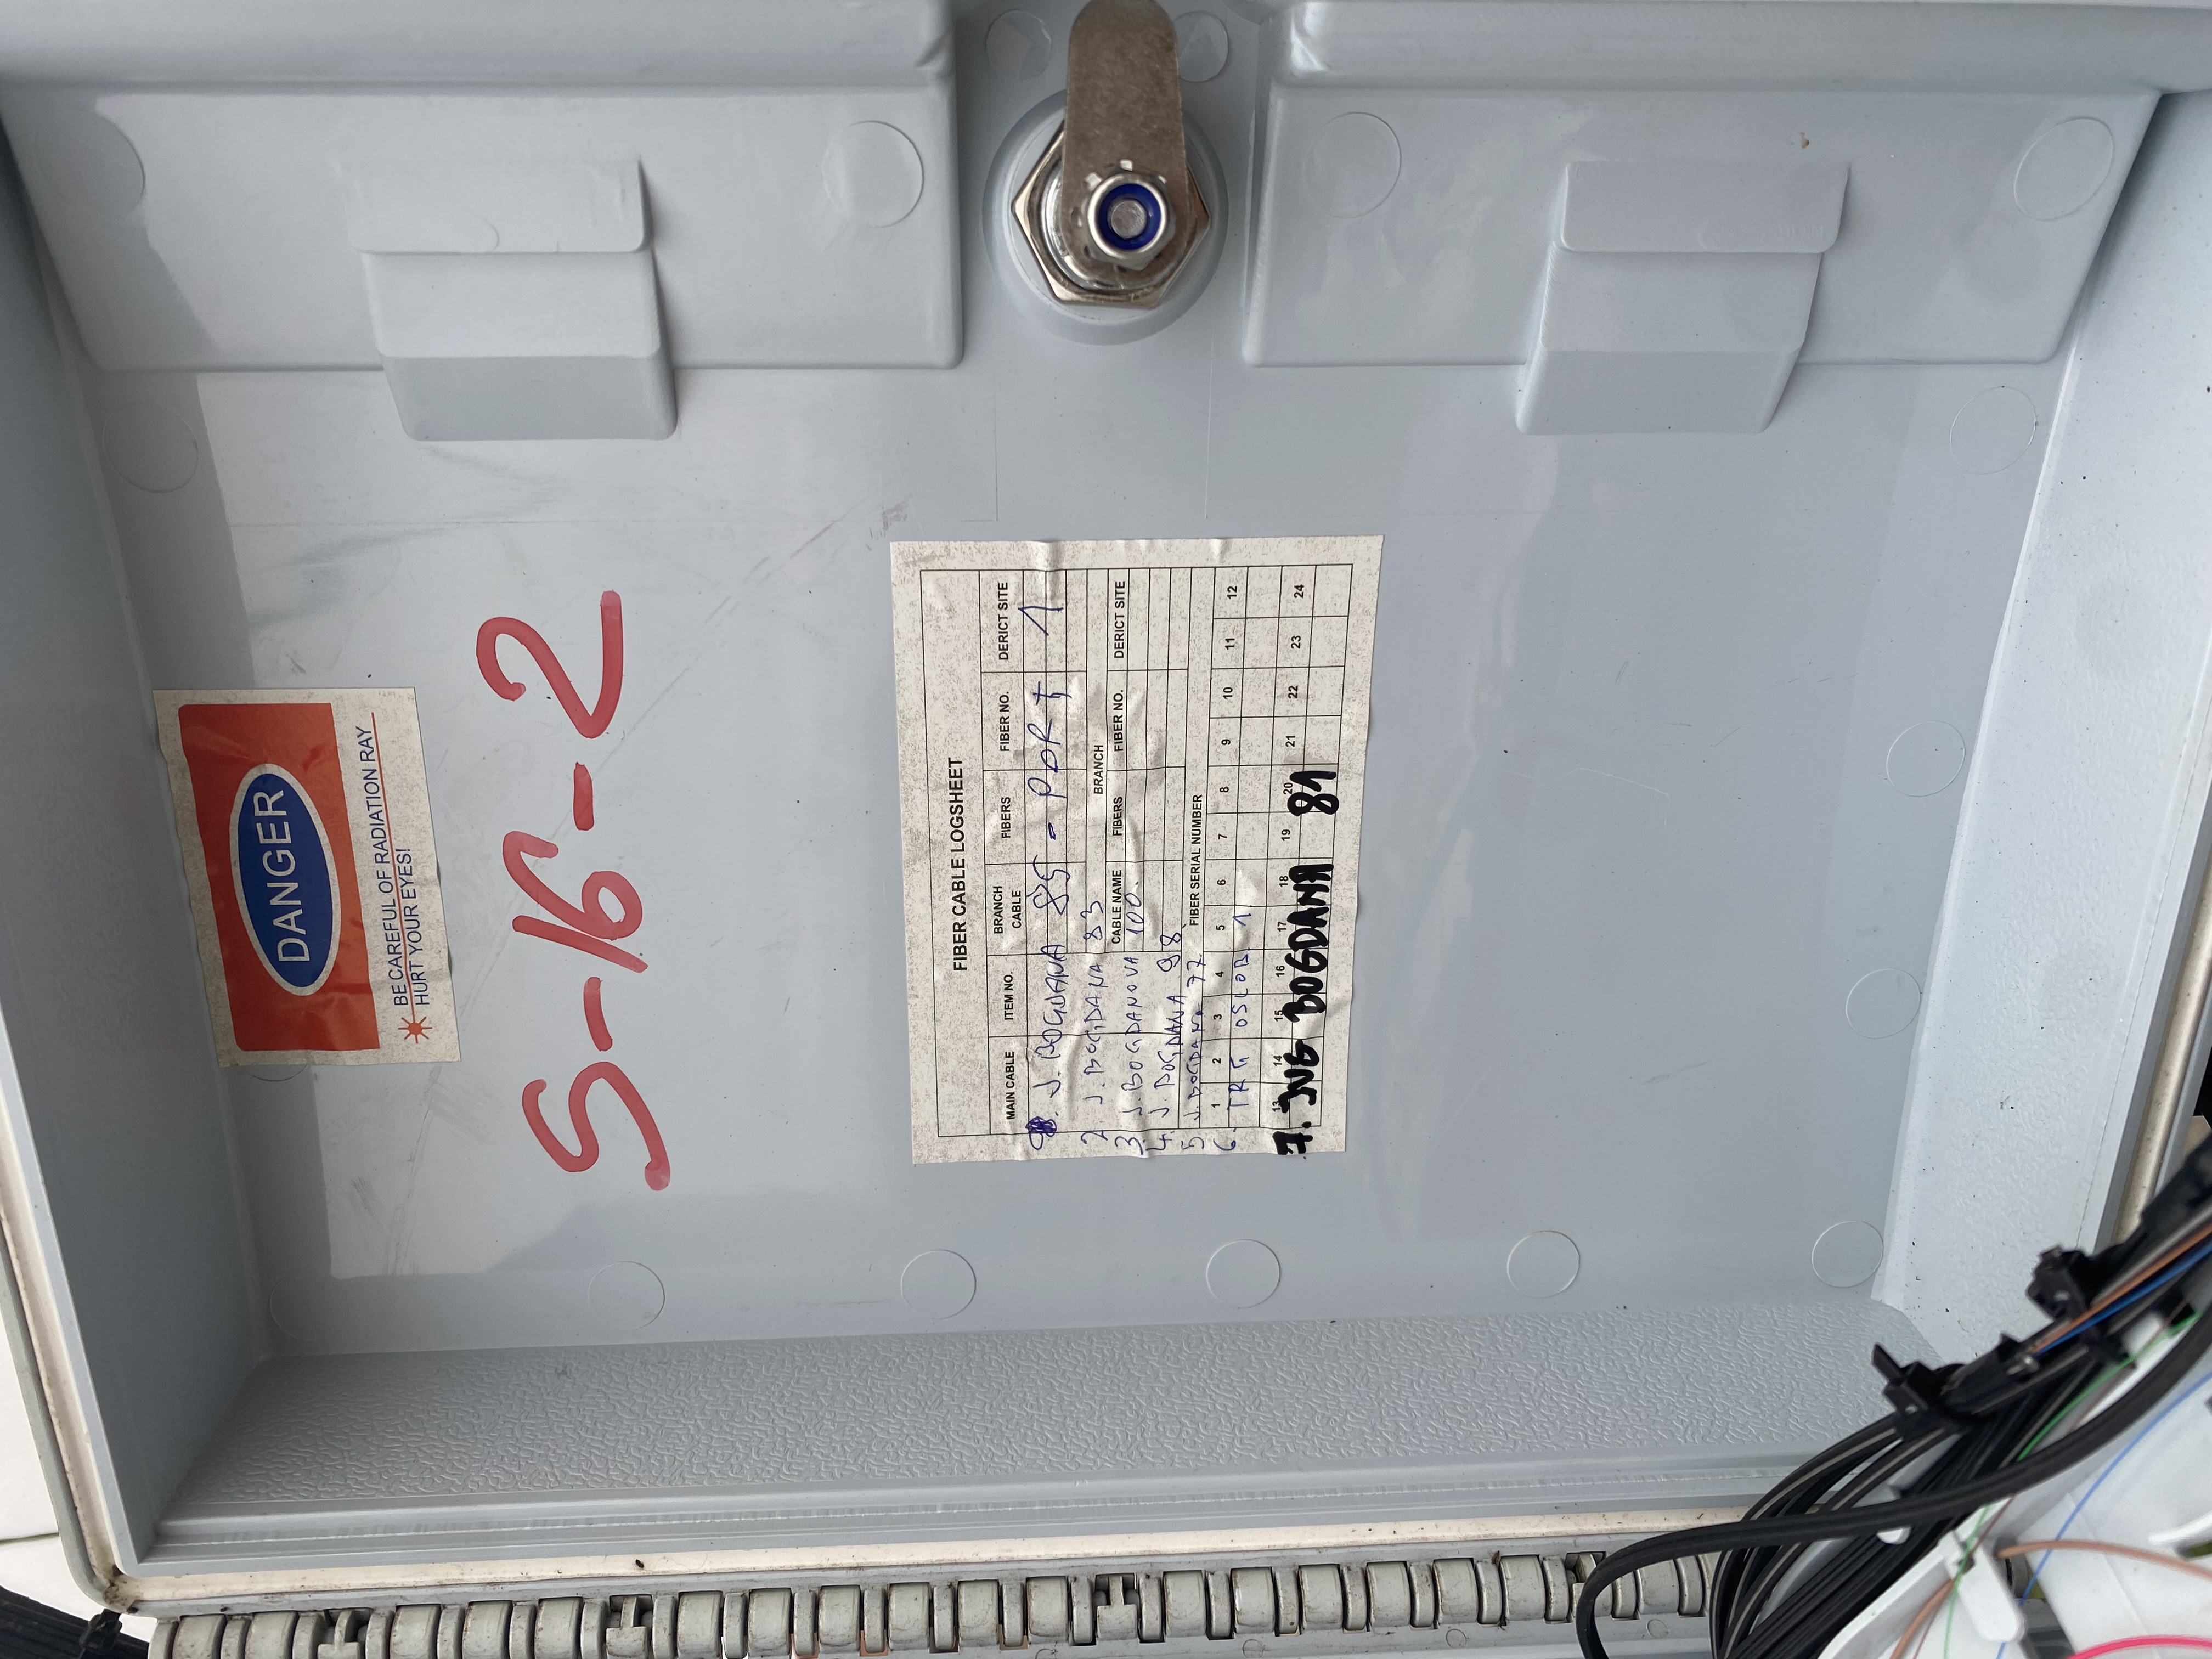 DANGER
BE CAREFUL OF RADIATION RAY
HURT YOUR EYES!
S-16-2
FIBER CABLE LOGSHEET
MAIN CABLE ITEM NO. BRANCH CABLE FIBERS FIBER NO. DERICT SITE
J. BOGDANA 85 - PORT 1
2. J. BOGDANA 83
BRANCH
CABLE NAME FIBERS FIBER NO. DERICT SITE
3. J. BOGDANOVA 100.
4. J. BOGDANA 98.
FIBER SERIAL NUMBER
5 J. BOGDANA 77
1 2 3 4 5 6 7 8 9 10 11 12
6. TRG OSLOB 1
13 14 15 16 17 18 19 20 21 22 23 24
7. JUG BOGDANA 81